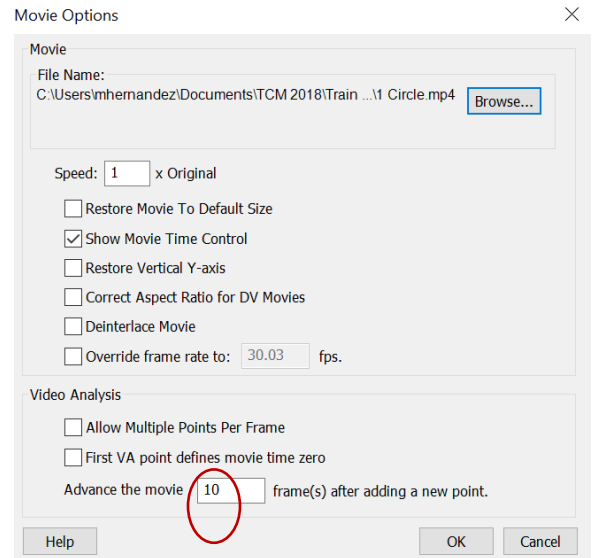 Movie Options
Movie
File Name:
C:\Users\mhernandez\Documents\TCM 2018\Train ...\1 Circle.mp4
Browse...
Speed: 1 x Original
Restore Movie To Default Size
Show Movie Time Control
Restore Vertical Y-axis
Correct Aspect Ratio for DV Movies
Deinterlace Movie
Override frame rate to: 30.03 fps.
Video Analysis
Allow Multiple Points Per Frame
First VA point defines movie time zero
Advance the movie 10 frame(s) after adding a new point.
Help OK Cancel